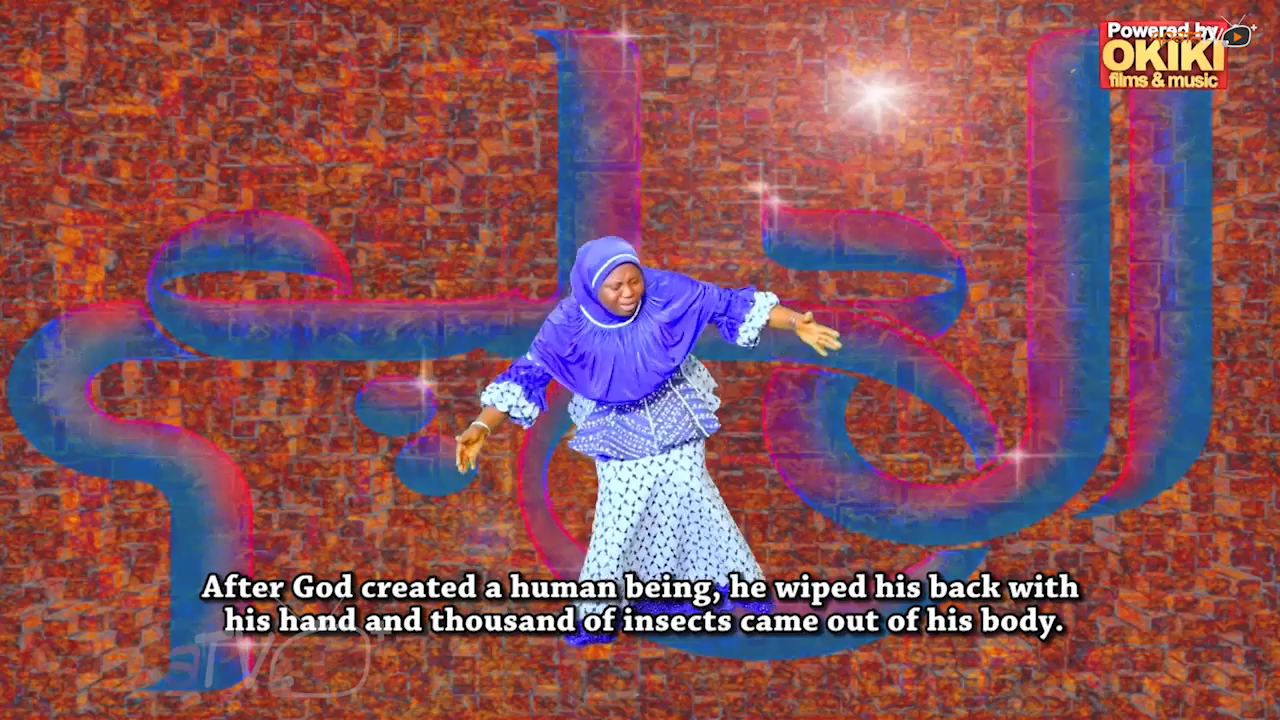 Powered by
OKIKI
films & music
After God created a human being, he wiped his back with
his hand and thousand of insects came out of his body.